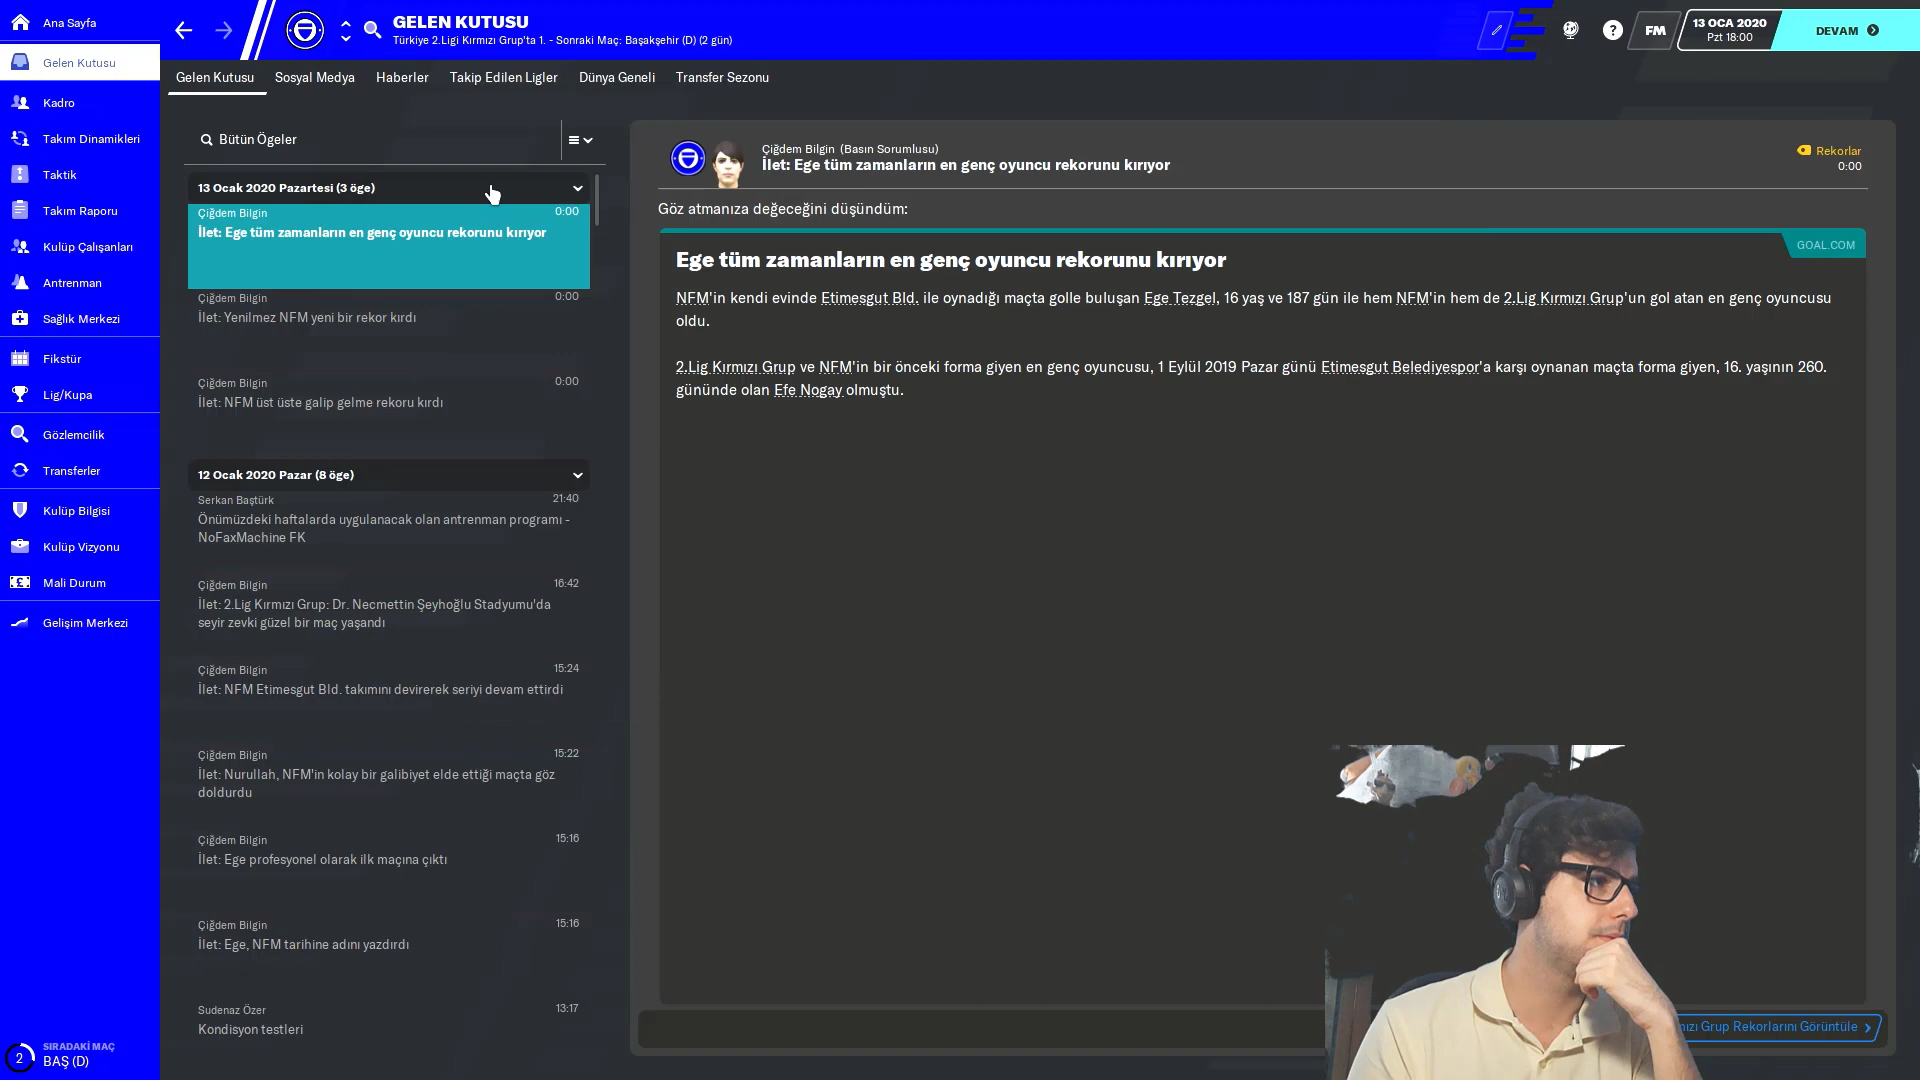 Ana Sayfa
Gelen Kutusu
Kadro
Takım Dinamikleri
Taktik
Takım Raporu
Kulüp Çalışanları
Antrenman
Sağlık Merkezi
Fikstür
Lig/Kupa
Gözlemcilik
Transferler
Kulüp Bilgisi
Kulüp Vizyonu
Mali Durum
Gelişim Merkezi
2
SIRADAKİ MAÇ
BAŞ (D)
GELEN KUTUSU
Türkiye 2.Ligi Kırmızı Grup'ta 1. - Sonraki Maç: Başakşehir (D) (2 gün)
?
FM
13 OCA 2020
Pzt 18:00
DEVAM
Gelen Kutusu Sosyal Medya Haberler Takip Edilen Ligler Dünya Geneli Transfer Sezonu
Bütün Ögeler
13 Ocak 2020 Pazartesi (3 öge)
Çiğdem Bilgin 0:00
İlet: Ege tüm zamanların en genç oyuncu rekorunu kırıyor
Çiğdem Bilgin 0:00
İlet: Yenilmez NFM yeni bir rekor kırdı
Çiğdem Bilgin 0:00
İlet: NFM üst üste galip gelme rekoru kırdı
12 Ocak 2020 Pazar (8 öge)
Serkan Baştürk 21:40
Önümüzdeki haftalarda uygulanacak olan antrenman programı -
NoFaxMachine FK
Çiğdem Bilgin 16:42
İlet: 2.Lig Kırmızı Grup: Dr. Necmettin Şeyhoğlu Stadyumu'da
seyir zevki güzel bir maç yaşandı
Çiğdem Bilgin 15:24
İlet: NFM Etimesgut Bld. takımını devirerek seriyi devam ettirdi
Çiğdem Bilgin 15:22
İlet: Nurullah, NFM'in kolay bir galibiyet elde ettiği maçta göz
doldurdu
Çiğdem Bilgin 15:16
İlet: Ege profesyonel olarak ilk maçına çıktı
Çiğdem Bilgin 15:16
İlet: Ege, NFM tarihine adını yazdırdı
Sudenaz Özer 13:17
Kondisyon testleri
Çiğdem Bilgin (Basın Sorumlusu)
İlet: Ege tüm zamanların en genç oyuncu rekorunu kırıyor
Rekorlar
0:00
Göz atmanıza değeceğini düşündüm:
GOAL.COM
Ege tüm zamanların en genç oyuncu rekorunu kırıyor
NFM'in kendi evinde Etimesgut Bld. ile oynadığı maçta golle buluşan Ege Tezgel, 16 yaş ve 187 gün ile hem NFM'in hem de 2.Lig Kırmızı Grup'un gol atan en genç oyuncusu
oldu.
2.Lig Kırmızı Grup ve NFM'in bir önceki forma giyen en genç oyuncusu, 1 Eylül 2019 Pazar günü Etimesgut Belediyespor'a karşı oynanan maçta forma giyen, 16. yaşının 260.
gününde olan Efe Nogay olmuştu.
Grup Rekorlarını Görüntüle